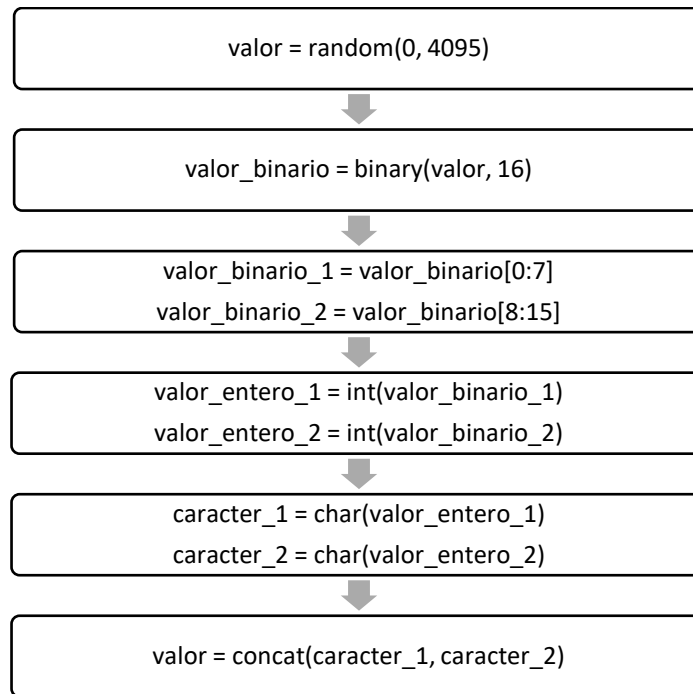 valor = random(0, 4095)
valor_binario = binary(valor, 16)
valor_binario_1 = valor_binario[0:7]
valor_binario_2 = valor_binario[8:15]
valor_entero_1 = int(valor_binario_1)
valor_entero_2 = int(valor_binario_2)
caracter_1 = char(valor_entero_1)
caracter_2 = char(valor_entero_2)
valor = concat(caracter_1, caracter_2)